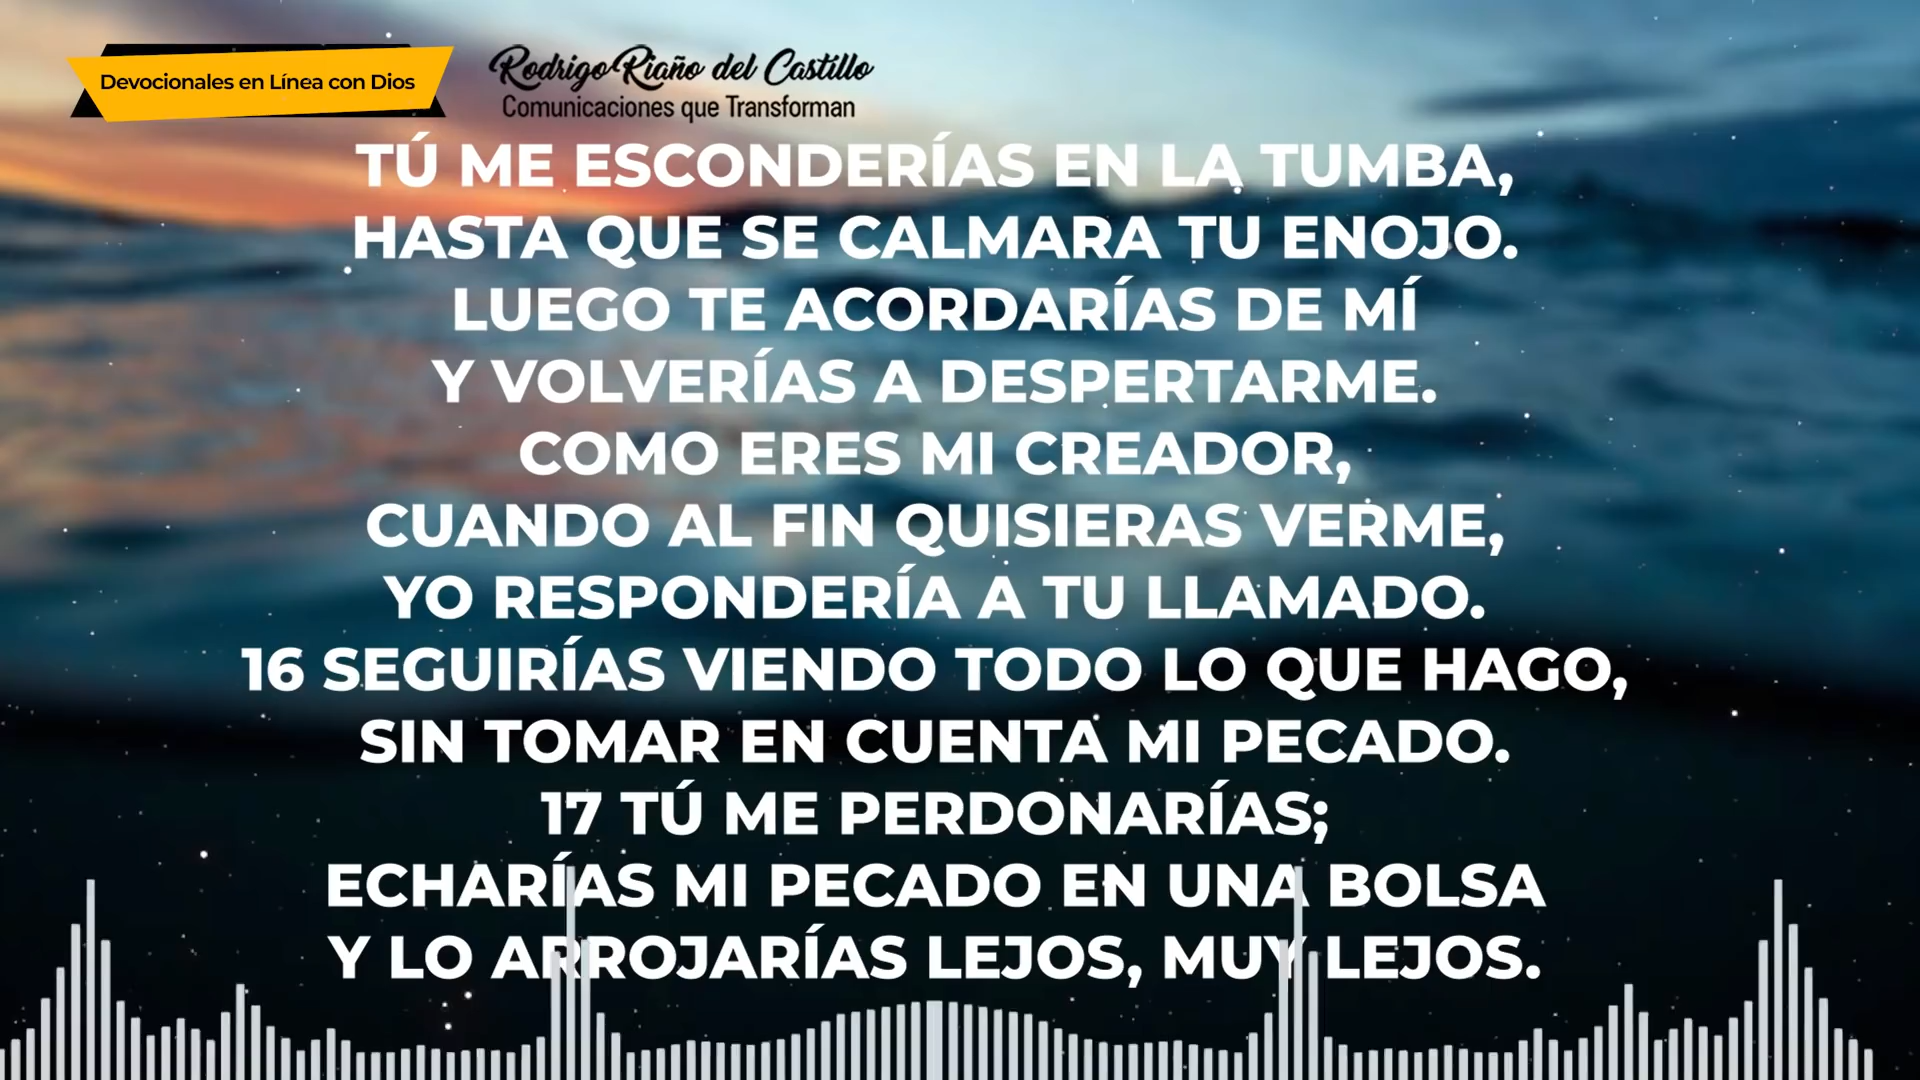 Devocionales en Línea con Dios
Rodrigo Riaño del Castillo
Comunicaciones que Transforman
TÚ ME ESCONDERÍAS EN LA TUMBA,
HASTA QUE SE CALMARA TU ENOJO.
LUEGO TE ACORDARÍAS DE MÍ
Y VOLVERÍAS A DESPERTARME.
COMO ERES MI CREADOR,
CUANDO AL FIN QUISIERAS VERME,
YO RESPONDERÍA A TU LLAMADO.
16 SEGUIRÍAS VIENDO TODO LO QUE HAGO,
SIN TOMAR EN CUENTA MI PECADO.
17 TÚ ME PERDONARÍAS;
ECHARÍAS MI PECADO EN UNA BOLSA
Y LO ARROJARÍAS LEJOS, MUY LEJOS.